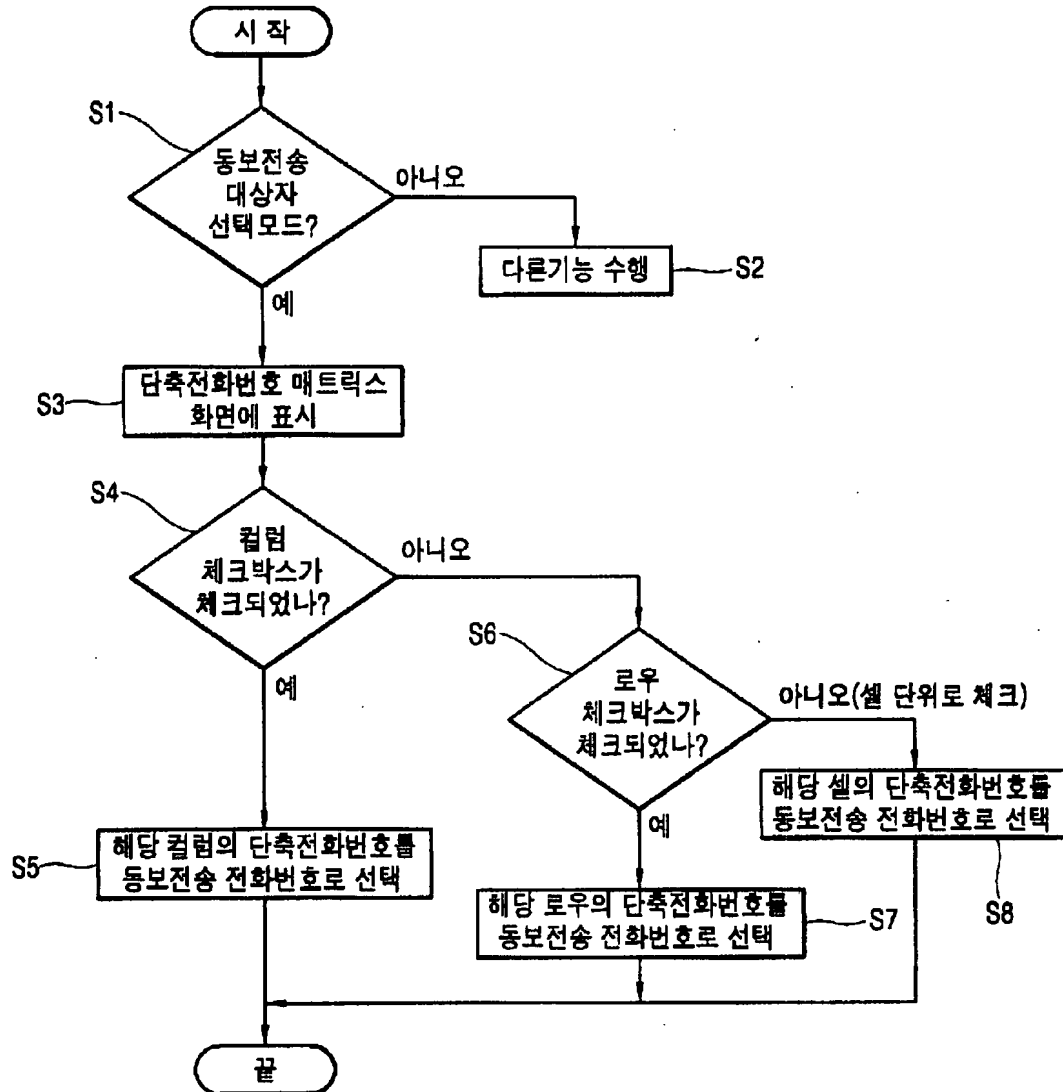 시 작
S1
동보전송
대상자
선택모드?
아니오
다른기능 수행
S2
예
S3
단축전화번호 매트릭스
화면에 표시
S4
컬럼
체크박스가
체크되었나?
아니오
예
S6
로우
체크박스가
체크되었나?
아니오(셀 단위로 체크)
예
S5
해당 컬럼의 단축전화번호를
동보전송 전화번호로 선택
해당 로우의 단축전화번호를
동보전송 전화번호로 선택
S7
해당 셀의 단축전화번호를
동보전송 전화번호로 선택
S8
끝